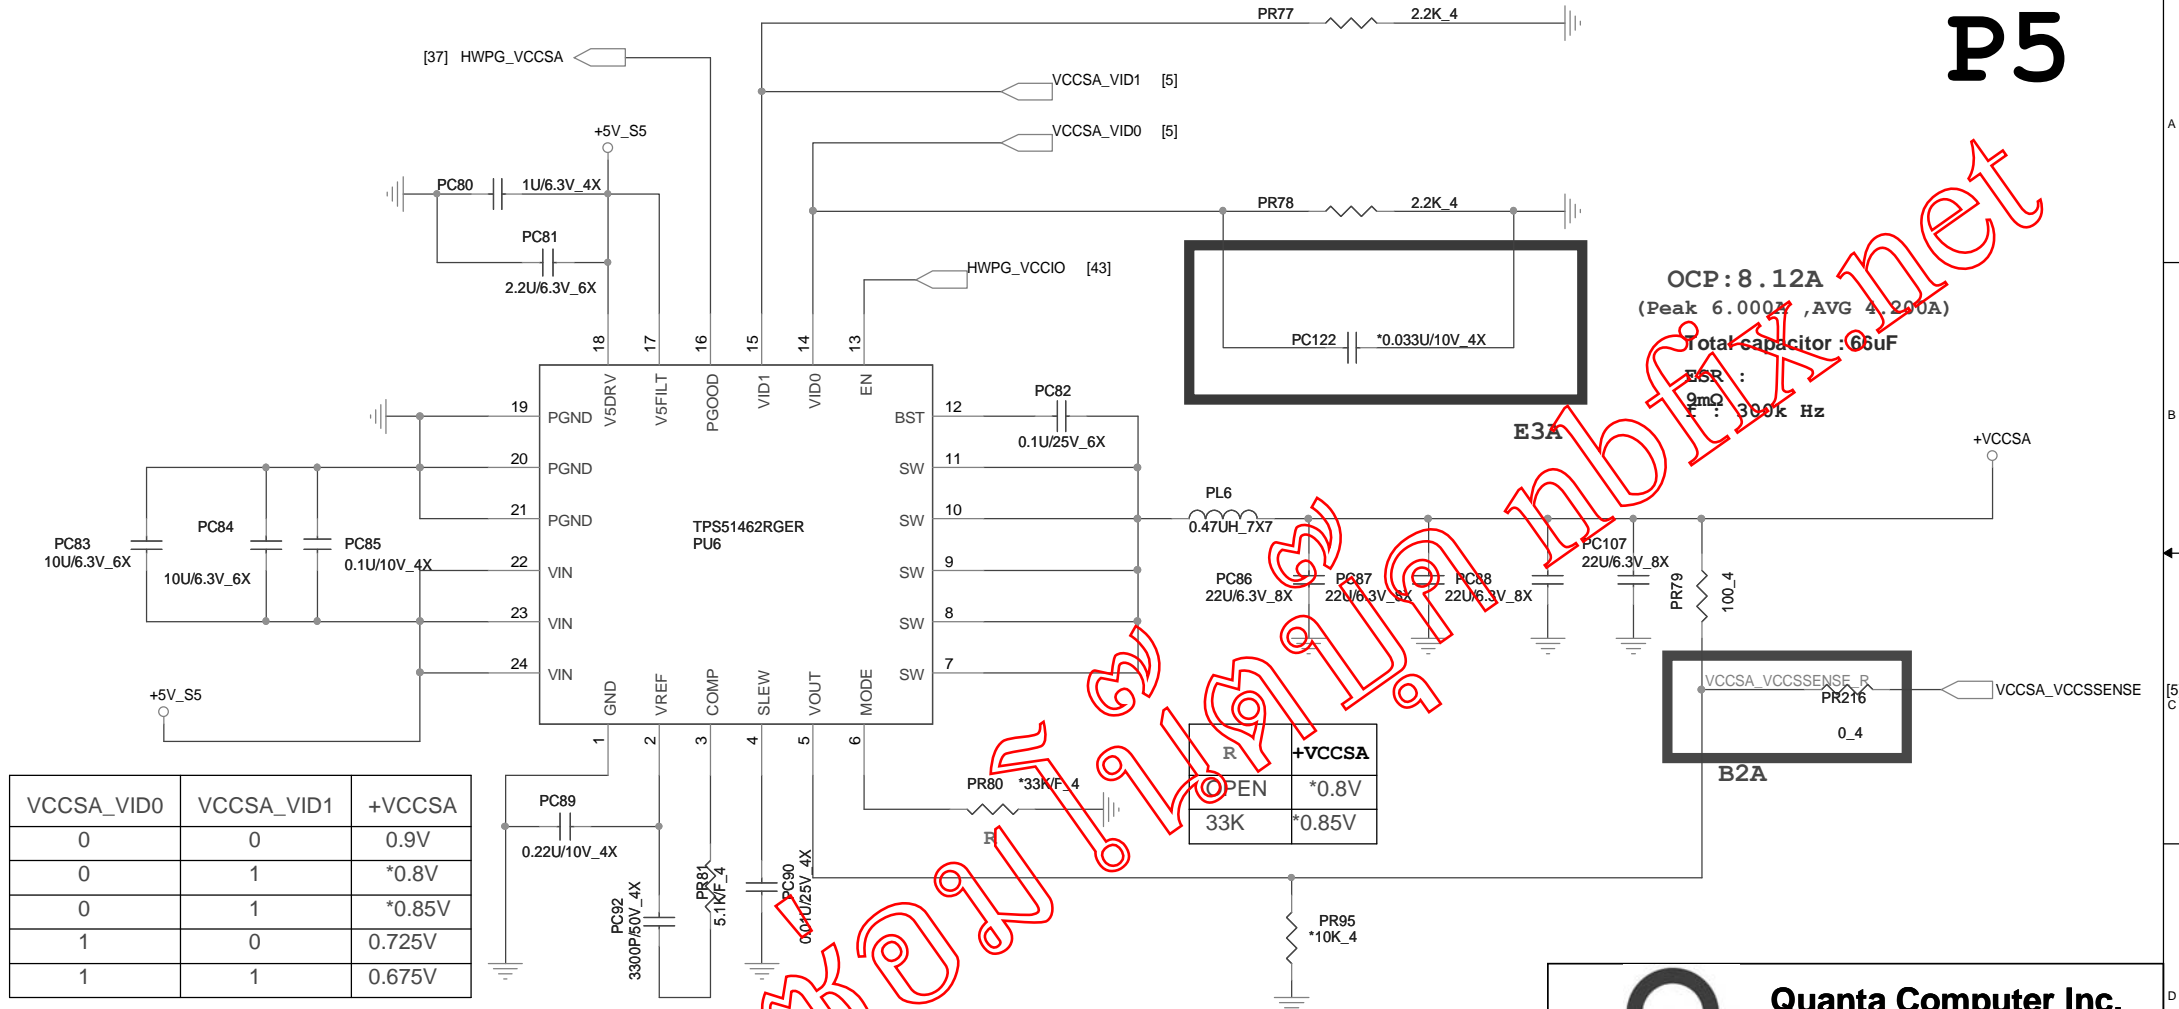 P5
PR77 2.2K_4
[37] HWPG_VCCSA
VCCSA_VID1 [5]
VCCSA_VID0 [5]
+5V_S5
PC80 1U/6.3V_4X
PC81
2.2U/6.3V_6X
PR78 2.2K_4
HWPG_VCCIO [43]
PC122 *0.033U/10V_4X
E3A
OCP:8.12A
(Peak 6.000A ,AVG 4.200A)
Total capacitor : 66uF
ESR :
9mΩ
f : 300k Hz
18 17 16 15 14 13
V5DRV V5FILT PGOOD VID1 VID0 EN
19 PGND
20 PGND
21 PGND
22 VIN
23 VIN
24 VIN
BST 12
SW 11
SW 10
SW 9
SW 8
SW 7
TPS51462RGER
PU6
GND VREF COMP SLEW VOUT MODE
1 2 3 4 5 6
PC82
0.1U/25V_6X
PC83
10U/6.3V_6X
PC84
10U/6.3V_6X
PC85
0.1U/10V_4X
+5V_S5
PL6
0.47UH_7X7
+VCCSA
PC86
22U/6.3V_8X
PC87
22U/6.3V_8X
PC88
22U/6.3V_8X
PC107
22U/6.3V_8X
PR79
100_4
VCCSA_VCCSSENSE_R
PR216
0_4
VCCSA_VCCSSENSE [5
B2A
PC89
0.22U/10V_4X
PC92
3300P/50V_4X
PR81
5.1K/F_4
PC90
0.01U/25V_4X
PR80 *33K/F_4
R
R +VCCSA
OPEN *0.8V
33K *0.85V
PR95
*10K_4
VCCSA_VID0 VCCSA_VID1 +VCCSA
0 0 0.9V
0 1 *0.8V
0 1 *0.85V
1 0 0.725V
1 1 0.675V
nbfix.net
A
B
C
D
Quanta Computer Inc.